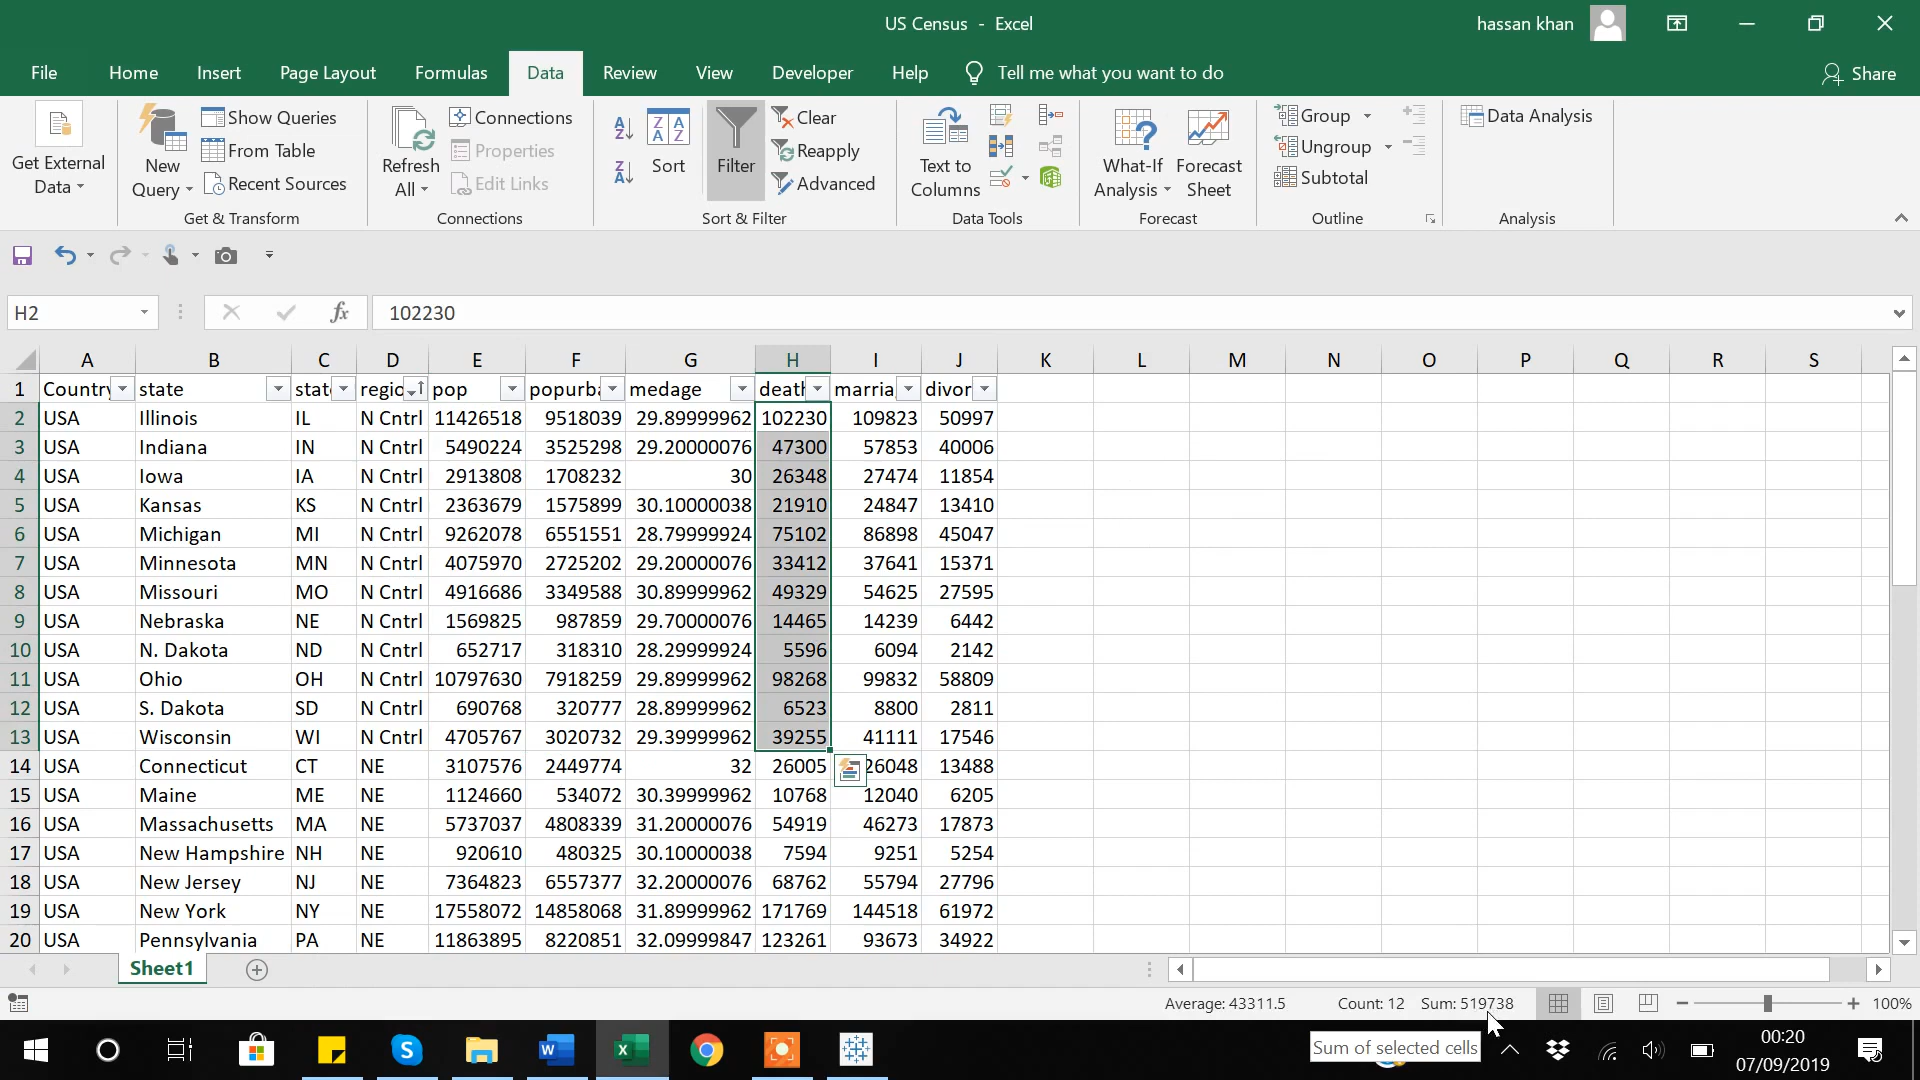 US Census - Excel
hassan khan
File Home Insert Page Layout Formulas Data Review View Developer Help Tell me what you want to do Share
Get External Data
New Query
Show Queries
From Table
Recent Sources
Get & Transform
Refresh All
Connections
Properties
Edit Links
Connections
Sort
Filter
Clear
Reapply
Advanced
Sort & Filter
Text to Columns
Data Tools
What-If Analysis
Forecast Sheet
Forecast
Group
Ungroup
Subtotal
Outline
Data Analysis
Analysis
H2 fx 102230
A B C D E F G H I J K L M N O P Q R S
1 Country state stat regio pop popurba medage death marria divor
2 USA Illinois IL N Cntrl 11426518 9518039 29.89999962 102230 109823 50997
3 USA Indiana IN N Cntrl 5490224 3525298 29.20000076 47300 57853 40006
4 USA Iowa IA N Cntrl 2913808 1708232 30 26348 27474 11854
5 USA Kansas KS N Cntrl 2363679 1575899 30.10000038 21910 24847 13410
6 USA Michigan MI N Cntrl 9262078 6551551 28.79999924 75102 86898 45047
7 USA Minnesota MN N Cntrl 4075970 2725202 29.20000076 33412 37641 15371
8 USA Missouri MO N Cntrl 4916686 3349588 30.89999962 49329 54625 27595
9 USA Nebraska NE N Cntrl 1569825 987859 29.70000076 14465 14239 6442
10 USA N. Dakota ND N Cntrl 652717 318310 28.29999924 5596 6094 2142
11 USA Ohio OH N Cntrl 10797630 7918259 29.89999962 98268 99832 58809
12 USA S. Dakota SD N Cntrl 690768 320777 28.89999962 6523 8800 2811
13 USA Wisconsin WI N Cntrl 4705767 3020732 29.39999962 39255 41111 17546
14 USA Connecticut CT NE 3107576 2449774 32 26005 26048 13488
15 USA Maine ME NE 1124660 534072 30.39999962 10768 12040 6205
16 USA Massachusetts MA NE 5737037 4808339 31.20000076 54919 46273 17873
17 USA New Hampshire NH NE 920610 480325 30.10000038 7594 9251 5254
18 USA New Jersey NJ NE 7364823 6557377 32.20000076 68762 55794 27796
19 USA New York NY NE 17558072 14858068 31.89999962 171769 144518 61972
20 USA Pennsylvania PA NE 11863895 8220851 32.09999847 123261 93673 34922
Sheet1
Average: 43311.5 Count: 12 Sum: 519738 100%
Sum of selected cells
00:20
07/09/2019